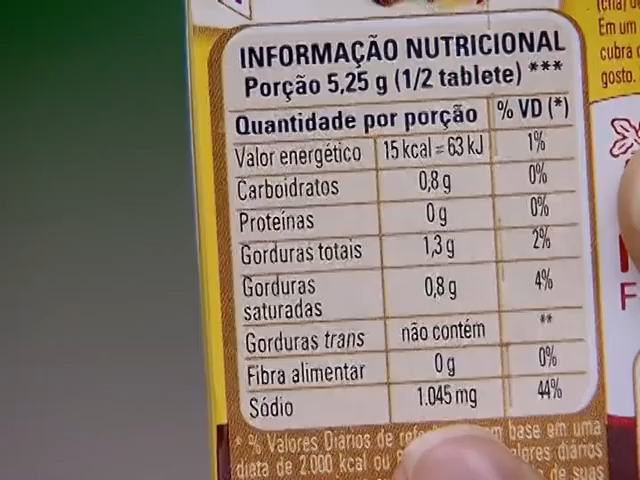 INFORMAÇÃO NUTRICIONAL
Porção 5,25 g (1/2 tablete) ***
Quantidade por porção % VD (*)
Valor energético 15 kcal = 63 kJ 1%
Carboidratos 0,8 g 0%
Proteínas 0 g 0%
Gorduras totais 1,3 g 2%
Gorduras saturadas 0,8 g 4%
Gorduras trans não contém **
Fibra alimentar 0 g 0%
Sódio 1.045 mg 44%
* % Valores Diários de base em uma
dieta de 2.000 kcal ou diários
de suas
Em um
cubra
gosto.